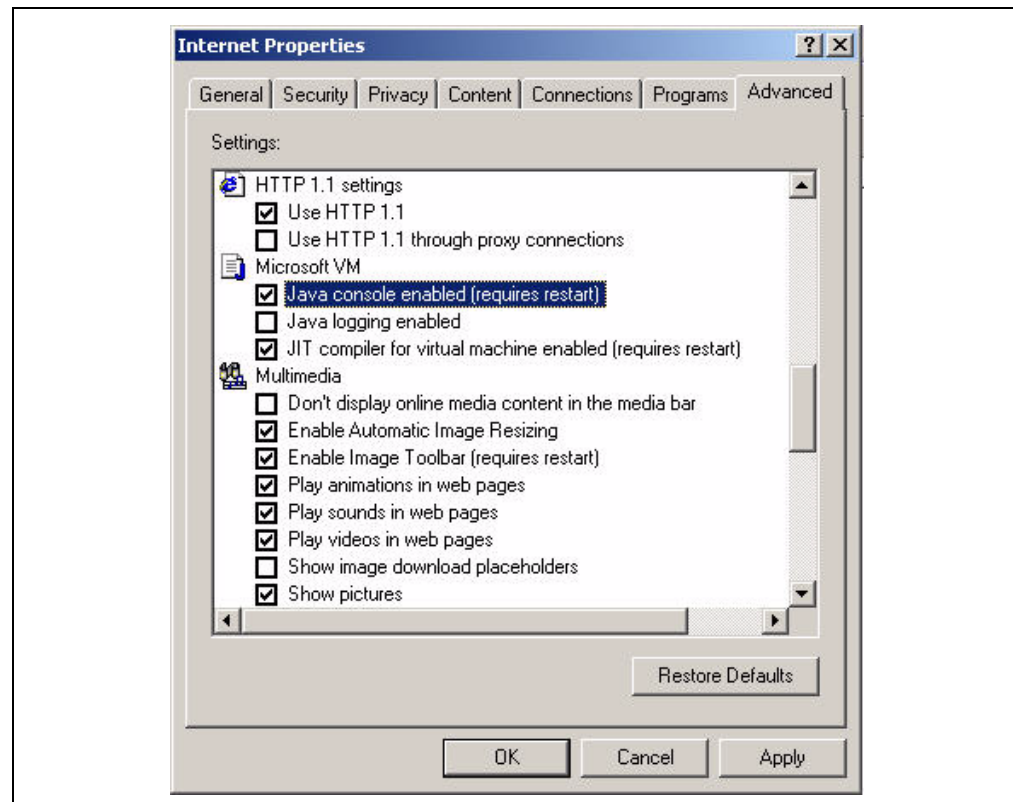 Internet Properties
General Security Privacy Content Connections Programs Advanced
Settings:
HTTP 1.1 settings
Use HTTP 1.1
Use HTTP 1.1 through proxy connections
Microsoft VM
Java console enabled (requires restart)
Java logging enabled
JIT compiler for virtual machine enabled (requires restart)
Multimedia
Don't display online media content in the media bar
Enable Automatic Image Resizing
Enable Image Toolbar (requires restart)
Play animations in web pages
Play sounds in web pages
Play videos in web pages
Show image download placeholders
Show pictures
Restore Defaults
OK Cancel Apply